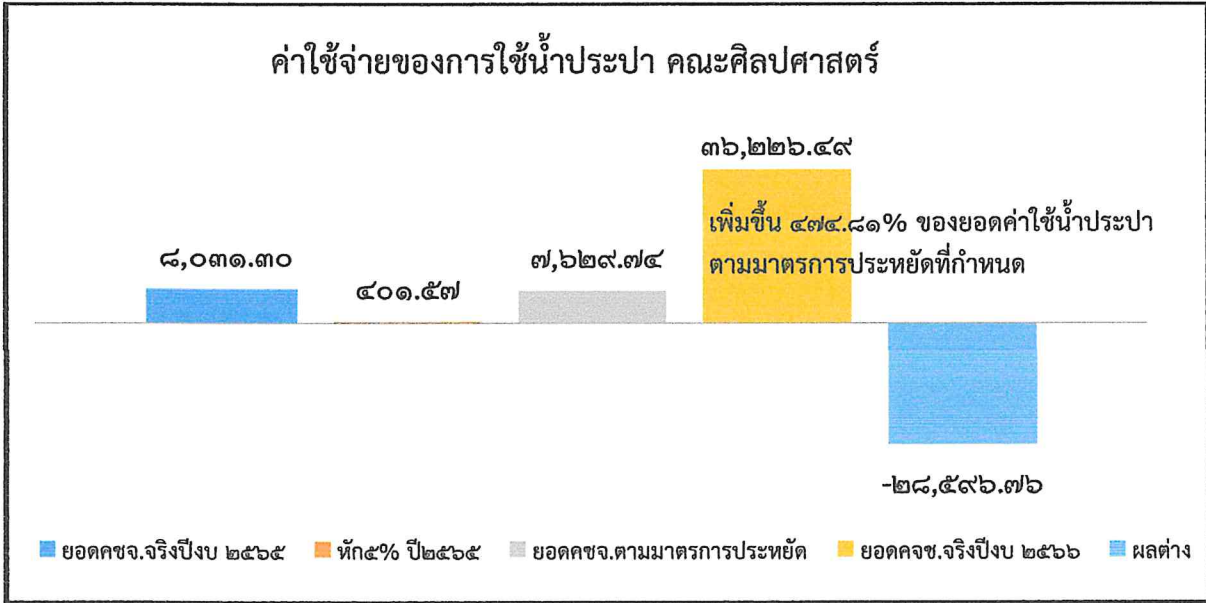 ค่าใช้จ่ายของการใช้น้ำประปา คณะศิลปศาสตร์
๓๖,๒๒๖.๔๙
เพิ่มขึ้น ๔๗๔.๘๑% ของยอดค่าใช้น้ำประปา
ตามมาตรการประหยัดที่กำหนด
๘,๐๓๑.๓๐
๔๐๑.๕๗
๗,๖๒๙.๗๔
-๒๘,๕๙๖.๗๖
ยอดคชจ.จริงปีงบ ๒๕๖๕ หัก๕% ปี๒๕๖๕ ยอดคชจ.ตามมาตรการประหยัด ยอดคจช.จริงปีงบ ๒๕๖๖ ผลต่าง